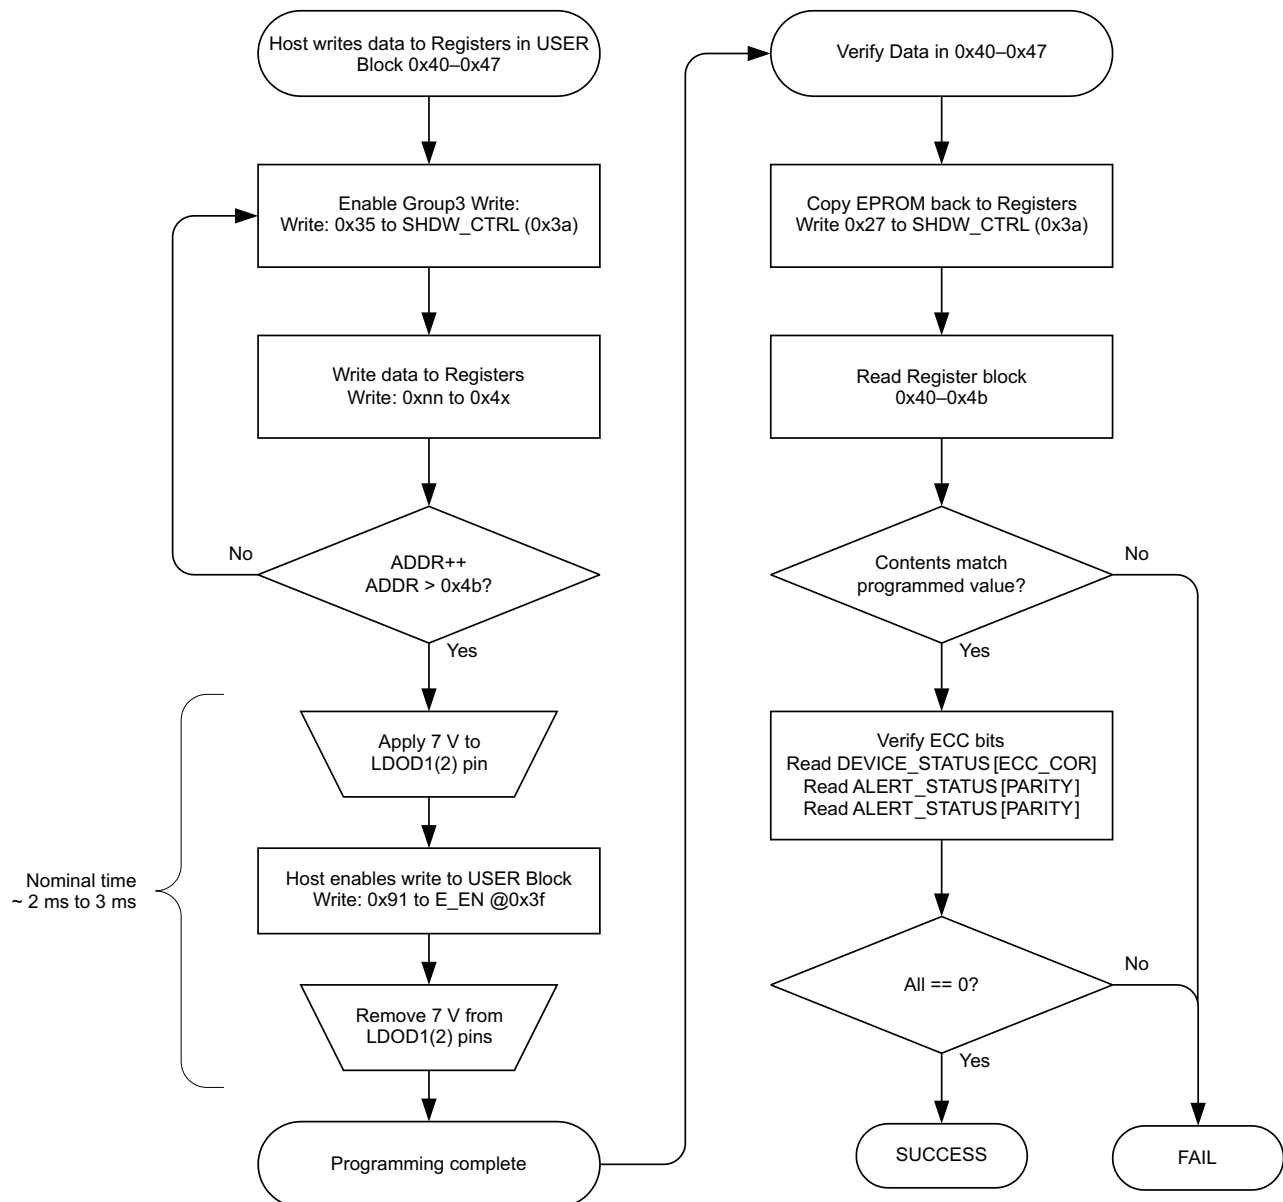 Host writes data to Registers in USER
Block 0x40–0x47
Enable Group3 Write:
Write: 0x35 to SHDW_CTRL (0x3a)
Write data to Registers
Write: 0xnn to 0x4x
No
ADDR++
ADDR > 0x4b?
Yes
Apply 7 V to
LDOD1(2) pin
Nominal time
~ 2 ms to 3 ms
Host enables write to USER Block
Write: 0x91 to E_EN @0x3f
Remove 7 V from
LDOD1(2) pins
Programming complete
Verify Data in 0x40–0x47
Copy EPROM back to Registers
Write 0x27 to SHDW_CTRL (0x3a)
Read Register block
0x40–0x4b
Contents match
programmed value?
No
Yes
Verify ECC bits
Read DEVICE_STATUS [ECC_COR]
Read ALERT_STATUS [PARITY]
Read ALERT_STATUS [PARITY]
All == 0?
No
Yes
SUCCESS
FAIL